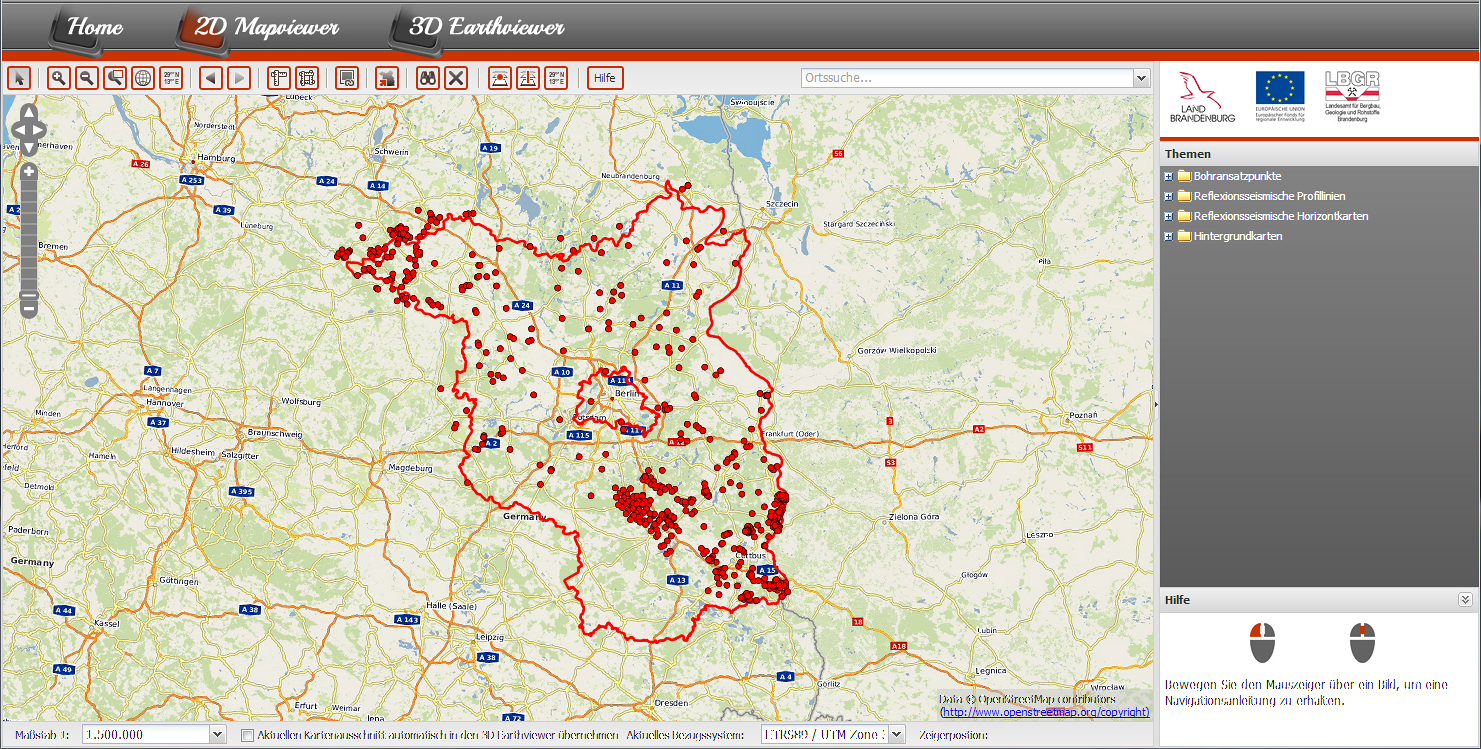 Home 2D Mapviewer 3D Earthviewer
29°N
13°E
29°N
13°E
Hilfe
Ortssuche...
LAND
BRANDENBURG
EUROPÄISCHE UNION
Europäischer Fonds für
regionale Entwicklung
LBGR
Landesamt für Bergbau,
Geologie und Rohstoffe
Brandenburg
Themen
Bohransatzpunkte
Reflexionsseismische Profillinien
Reflexionsseismische Horizontkarten
Hintergrundkarten
Lübeck
Świnoujście
Norderstedt
A 19
Schwerin
S6
A 26
Hamburg
Neubrandenburg
A 253
A 24
A 14
Szczecin
A 39
Lüneburg
Stargard Szczeciński
Bremen
Piła
A 11
A 24
Gorzów Wielkopolski
A 7
A 10
Langenhagen
Berlin
Hannover
Wolfsburg
Minden
Poznań
A 37
Potsdam
Braunschweig
A 115
Frankfurt (Oder)
3
A2
A 2
S11
Hildesheim
Salzgitter
Hameln
Magdeburg
S3
Detmold
A 395
Germany
Zielona Góra
Paderborn
Leszno
Germany
Cottbus
A 15
Głogów
Göttingen
A 13
Halle (Saale)
A 44
A 38
A 143
Kassel
18
Lubin
Leipzig
A18
A 38
A 49
Legnica
A 4
Görlitz
Wrocław
Erfurt
Weimar
Jena
Dresden
A 72
Data © OpenStreetMap contributors
(http://www.openstreetmap.org/copyright)
Hilfe
Bewegen Sie den Mauszeiger über ein Bild, um eine
Navigationsanleitung zu erhalten.
Maßstab 1: 1.500.000 Aktuellen Kartenausschnitt automatisch in den 3D Earthviewer übernehmen Aktuelles Bezugssystem: ETRS89 / UTM Zone Zeigerposition: